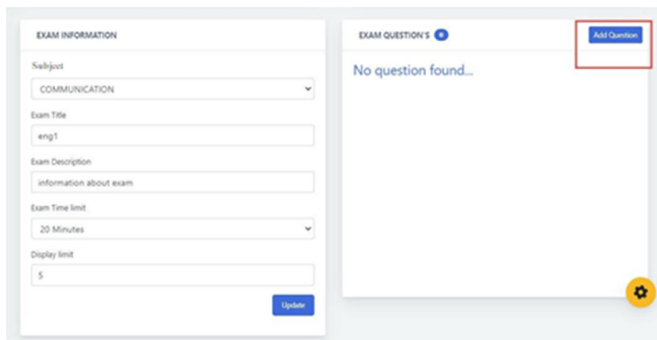 EXAM INFORMATION
Subject
COMMUNICATION
Exam Title
eng1
Exam Description
information about exam
Exam Time limit
20 Minutes
Display limit
5
Update
EXAM QUESTION'S 0
Add Question
No question found...